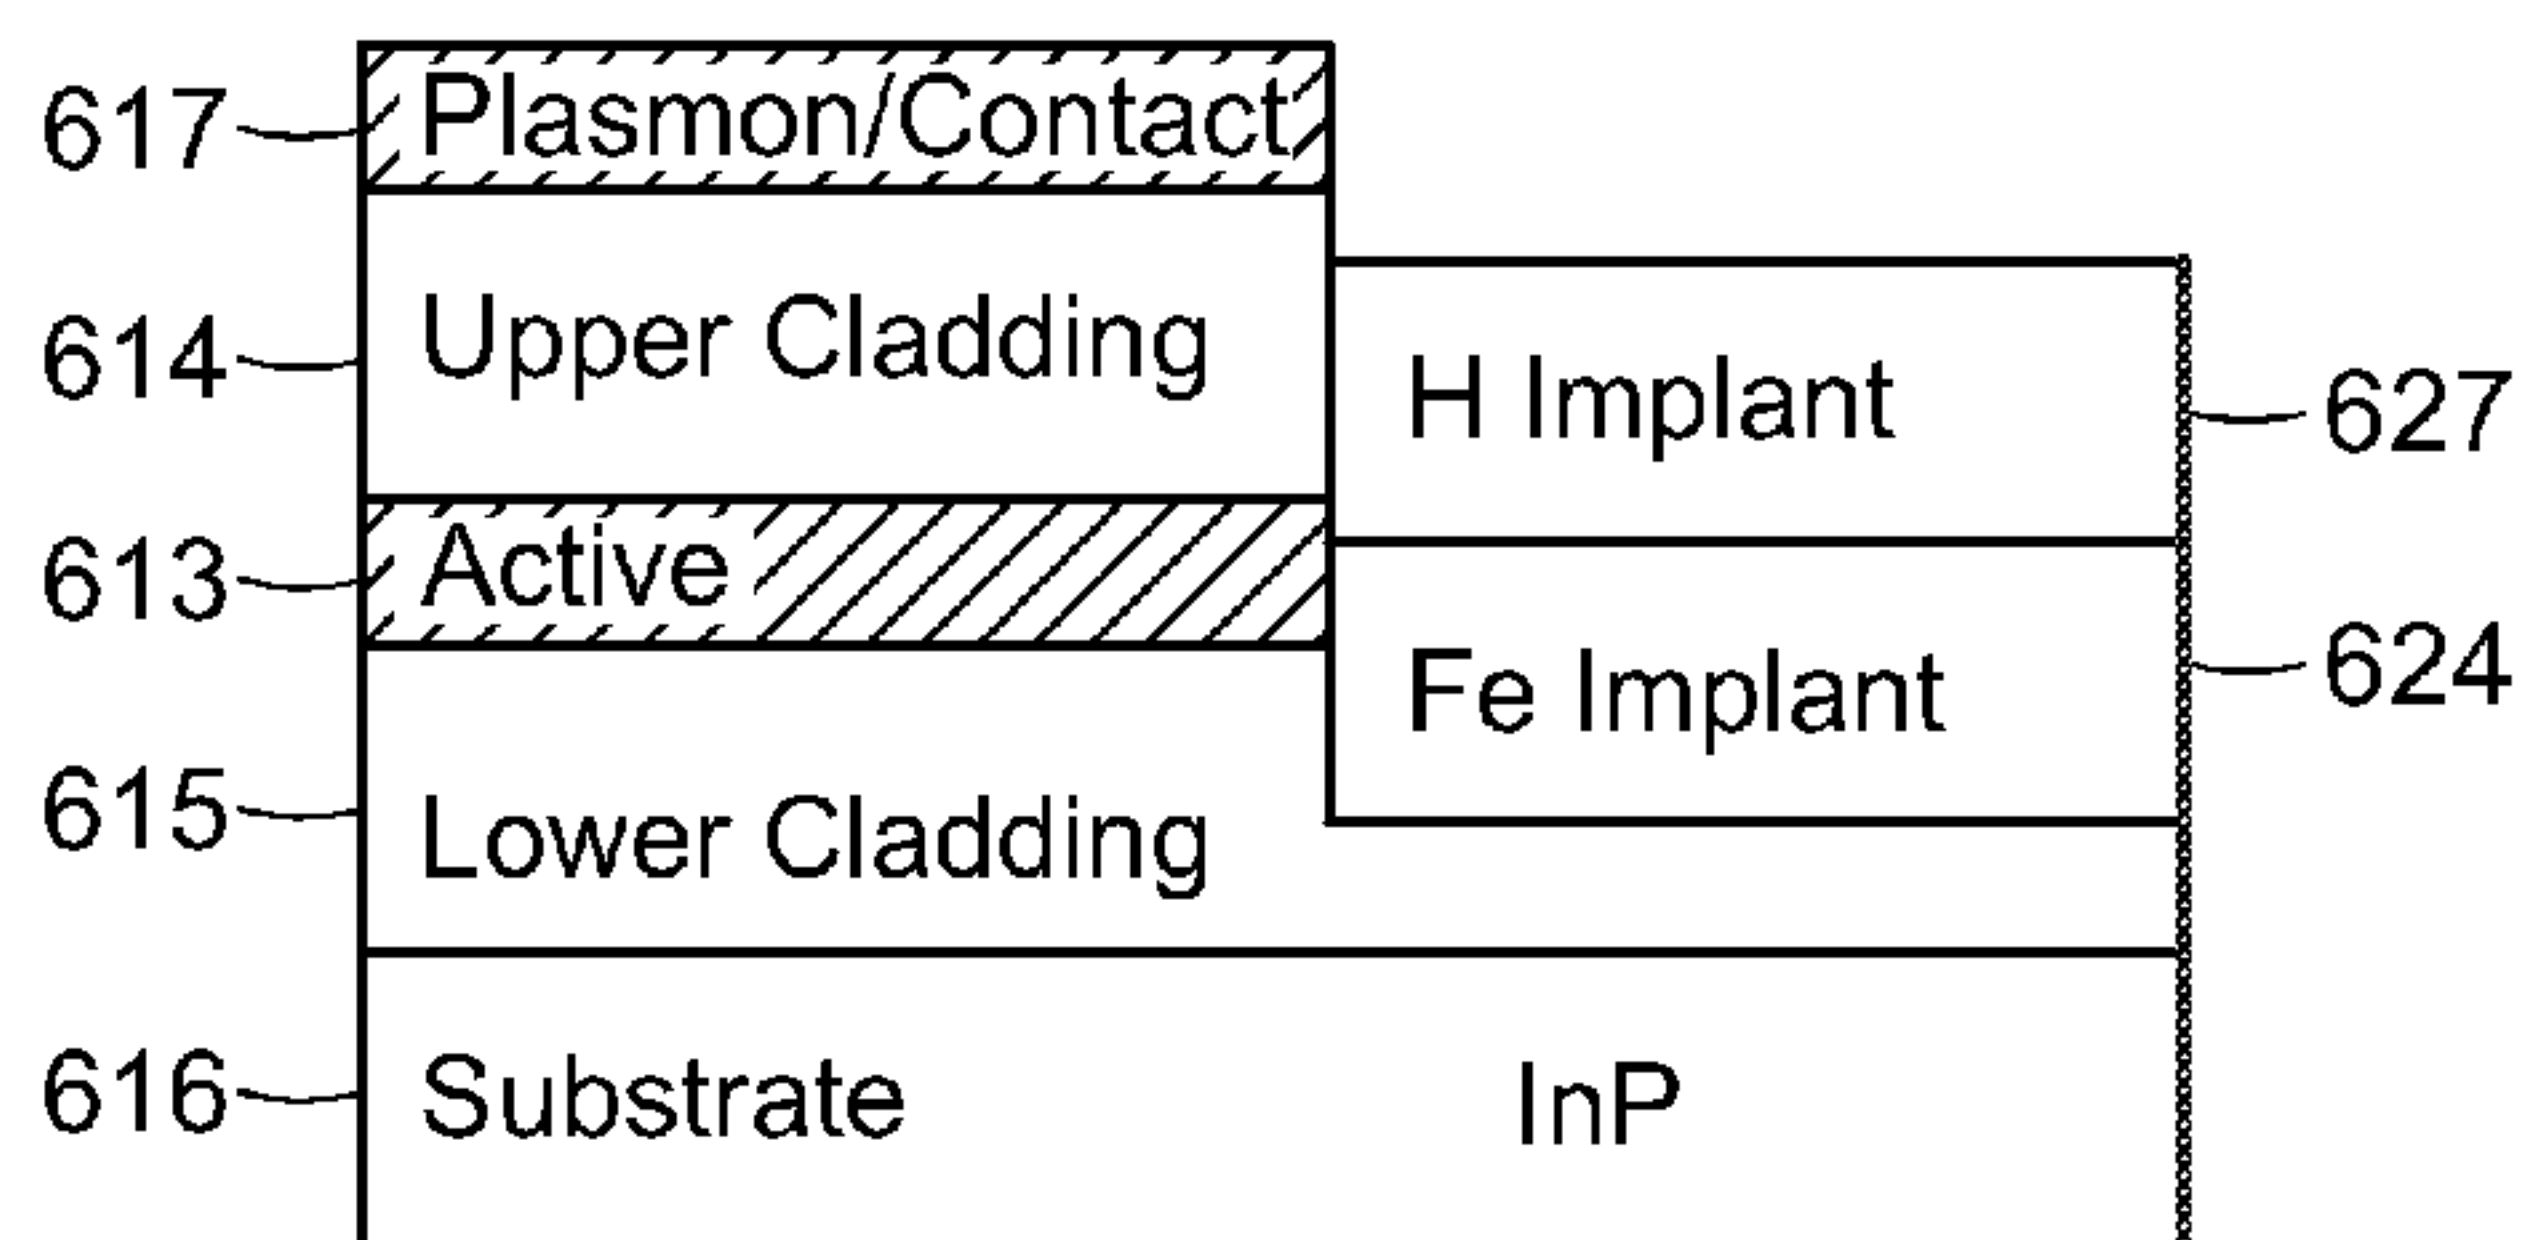 617 Plasmon/Contact
614 Upper Cladding
H Implant 627
613 Active
Fe Implant 624
615 Lower Cladding
616 Substrate InP